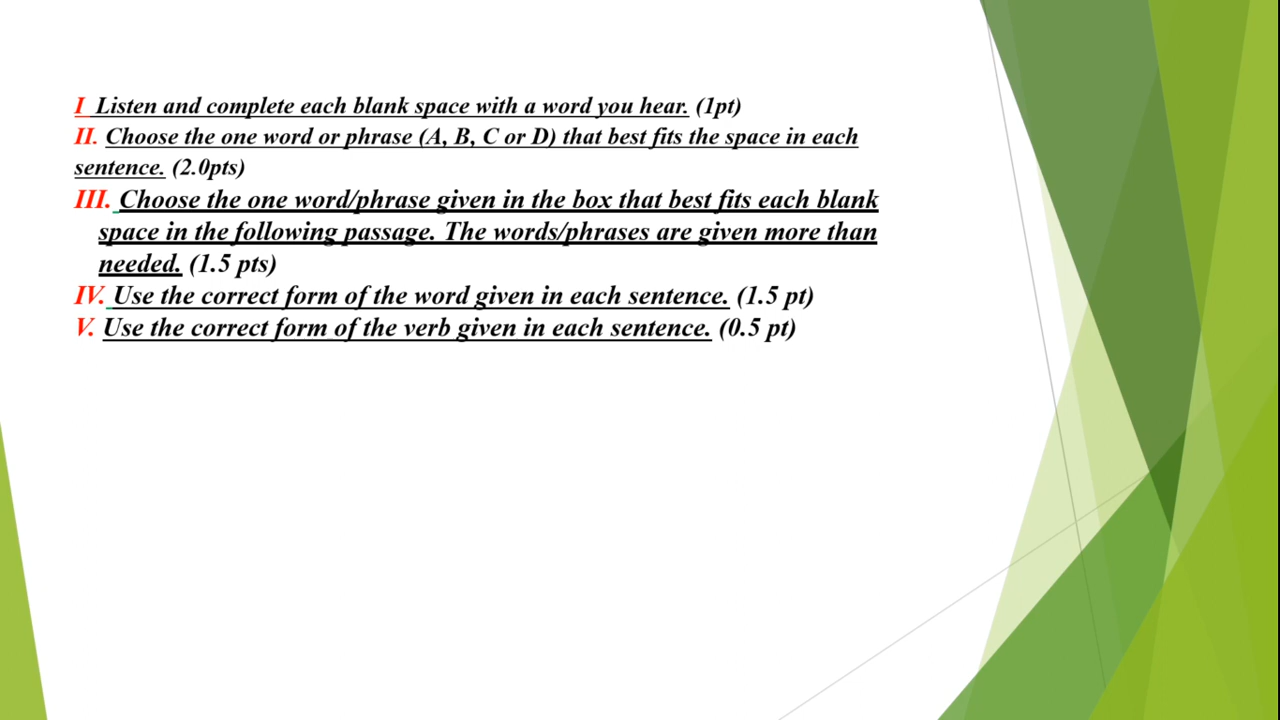 I Listen and complete each blank space with a word you hear. (1pt)
II. Choose the one word or phrase (A, B, C or D) that best fits the space in each
sentence. (2.0pts)
III. Choose the one word/phrase given in the box that best fits each blank
space in the following passage. The words/phrases are given more than
needed. (1.5 pts)
IV. Use the correct form of the word given in each sentence. (1.5 pt)
V. Use the correct form of the verb given in each sentence. (0.5 pt)